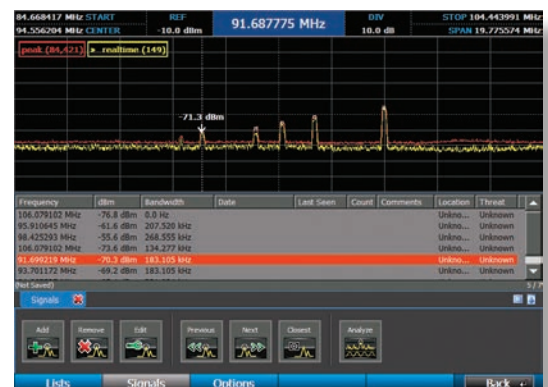 84.668417 MHz START REF 91.687775 MHz DIV STOP 104.443991 MHz
94.556204 MHz CENTER -10.0 dBm 10.0 dB SPAN 19.775574 MHz
peak (84,421) realtime (149)
-71.3 dBm
Frequency dBm Bandwidth Date Last Seen Count Comments Location Threat
106.079102 MHz -76.8 dBm 0.0 Hz Unkno... Unknown
95.910645 MHz -61.6 dBm 207.520 kHz Unkno... Unknown
98.425293 MHz -55.6 dBm 268.555 kHz Unkno... Unknown
106.079102 MHz -73.6 dBm 134.277 kHz Unkno... Unknown
91.699219 MHz -70.3 dBm 183.105 kHz Unkno... Unknown
93.701172 MHz -69.2 dBm 183.105 kHz Unkno... Unknown
(Not Saved) 5 / 7
Signals
Add Remove Edit Previous Next Closest Analyze
Lists Signals Options Back